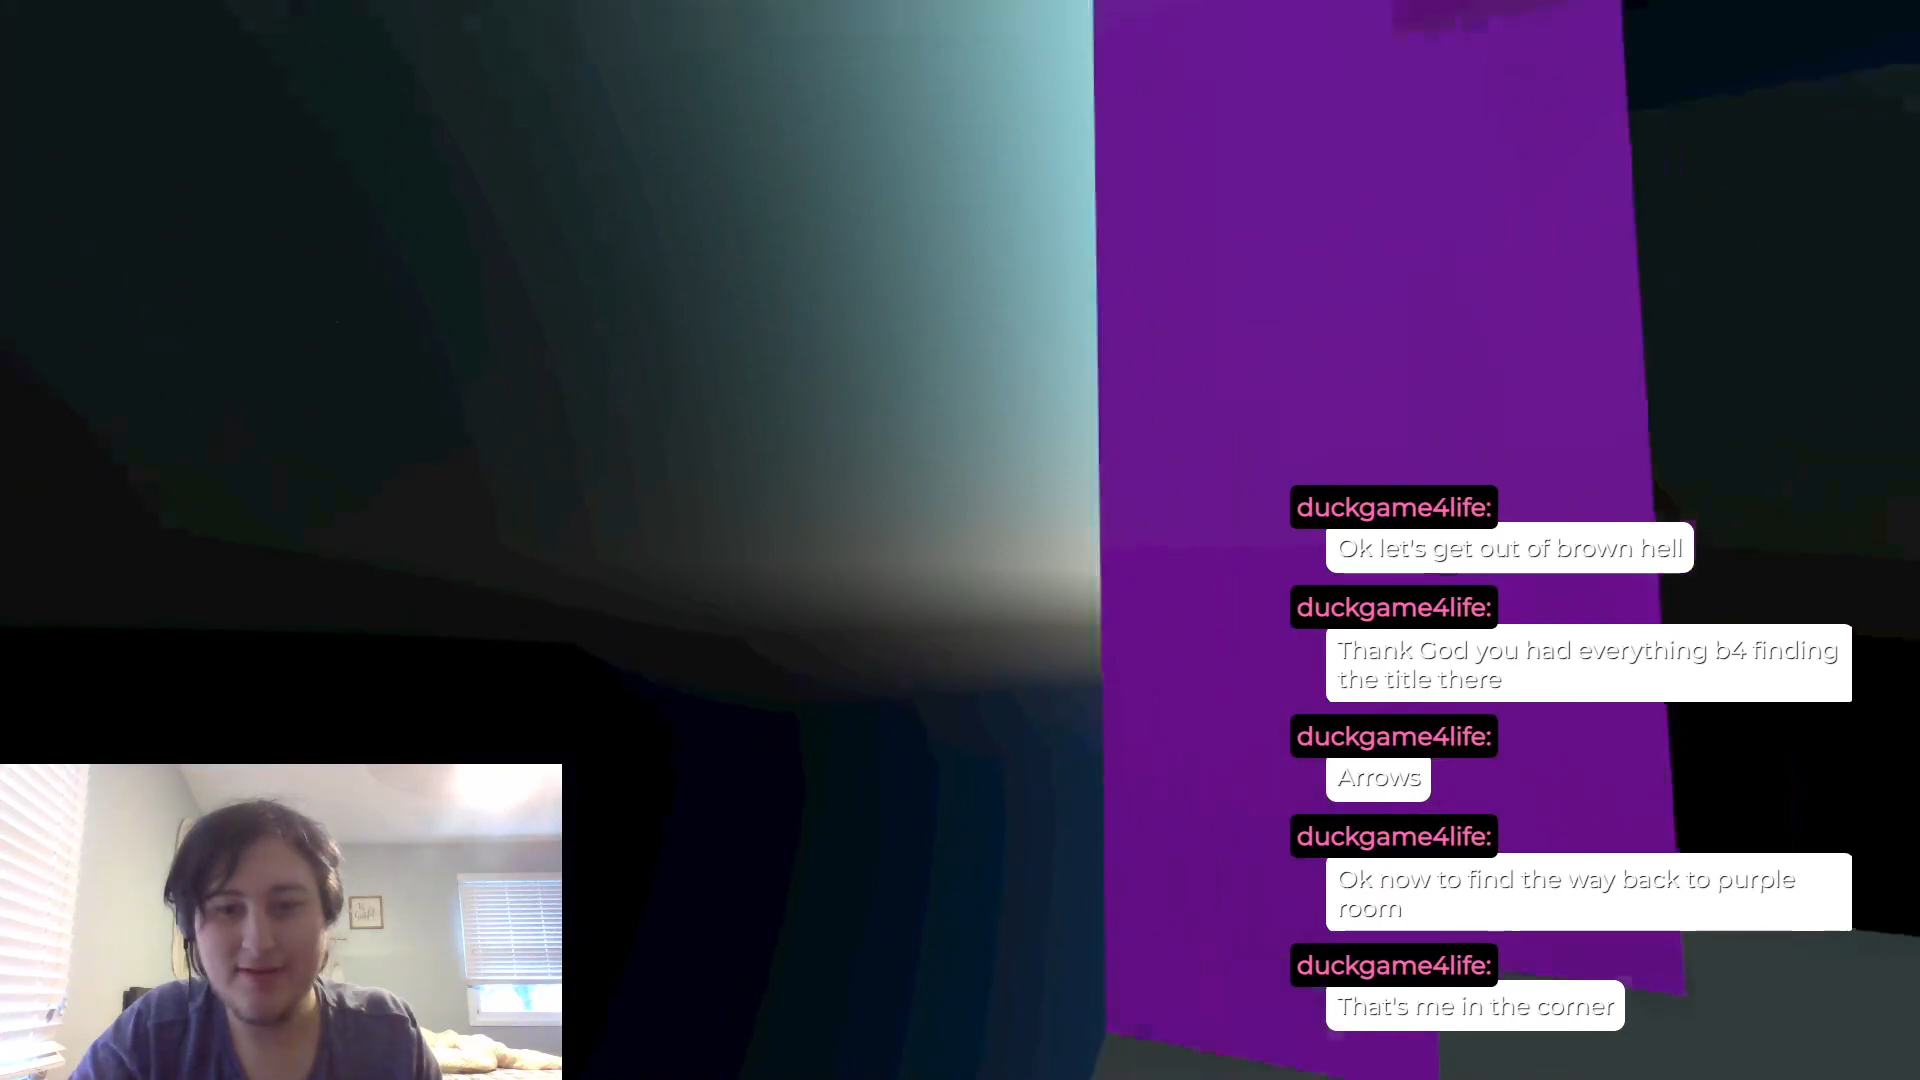 duckgame4life:
Ok let's get out of brown hell
duckgame4life:
Thank God you had everything b4 finding
the title there
duckgame4life:
Arrows
duckgame4life:
Ok now to find the way back to purple
room
duckgame4life:
That's me in the corner